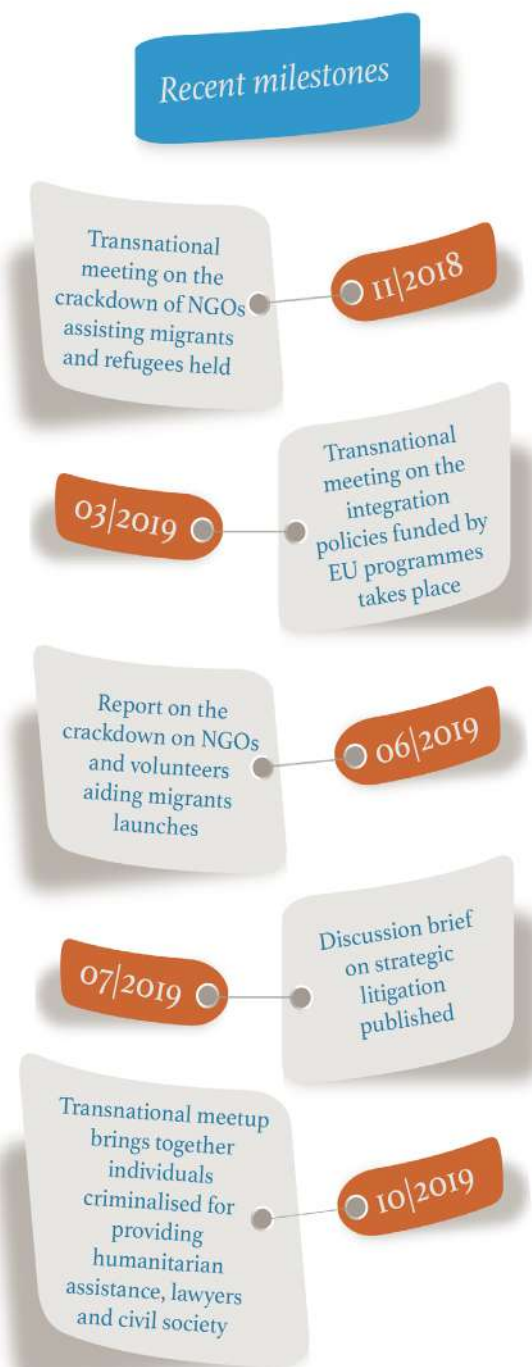 Recent milestones
Transnational
meeting on the
crackdown of NGOs
assisting migrants
and refugees held
11|2018
03|2019
Transnational
meeting on the
integration
policies funded by
EU programmes
takes place
Report on the
crackdown on NGOs
and volunteers
aiding migrants
launches
06|2019
07|2019
Discussion brief
on strategic
litigation
published
Transnational meetup
brings together
individuals
criminalised for
providing
humanitarian
assistance, lawyers
and civil society
10|2019